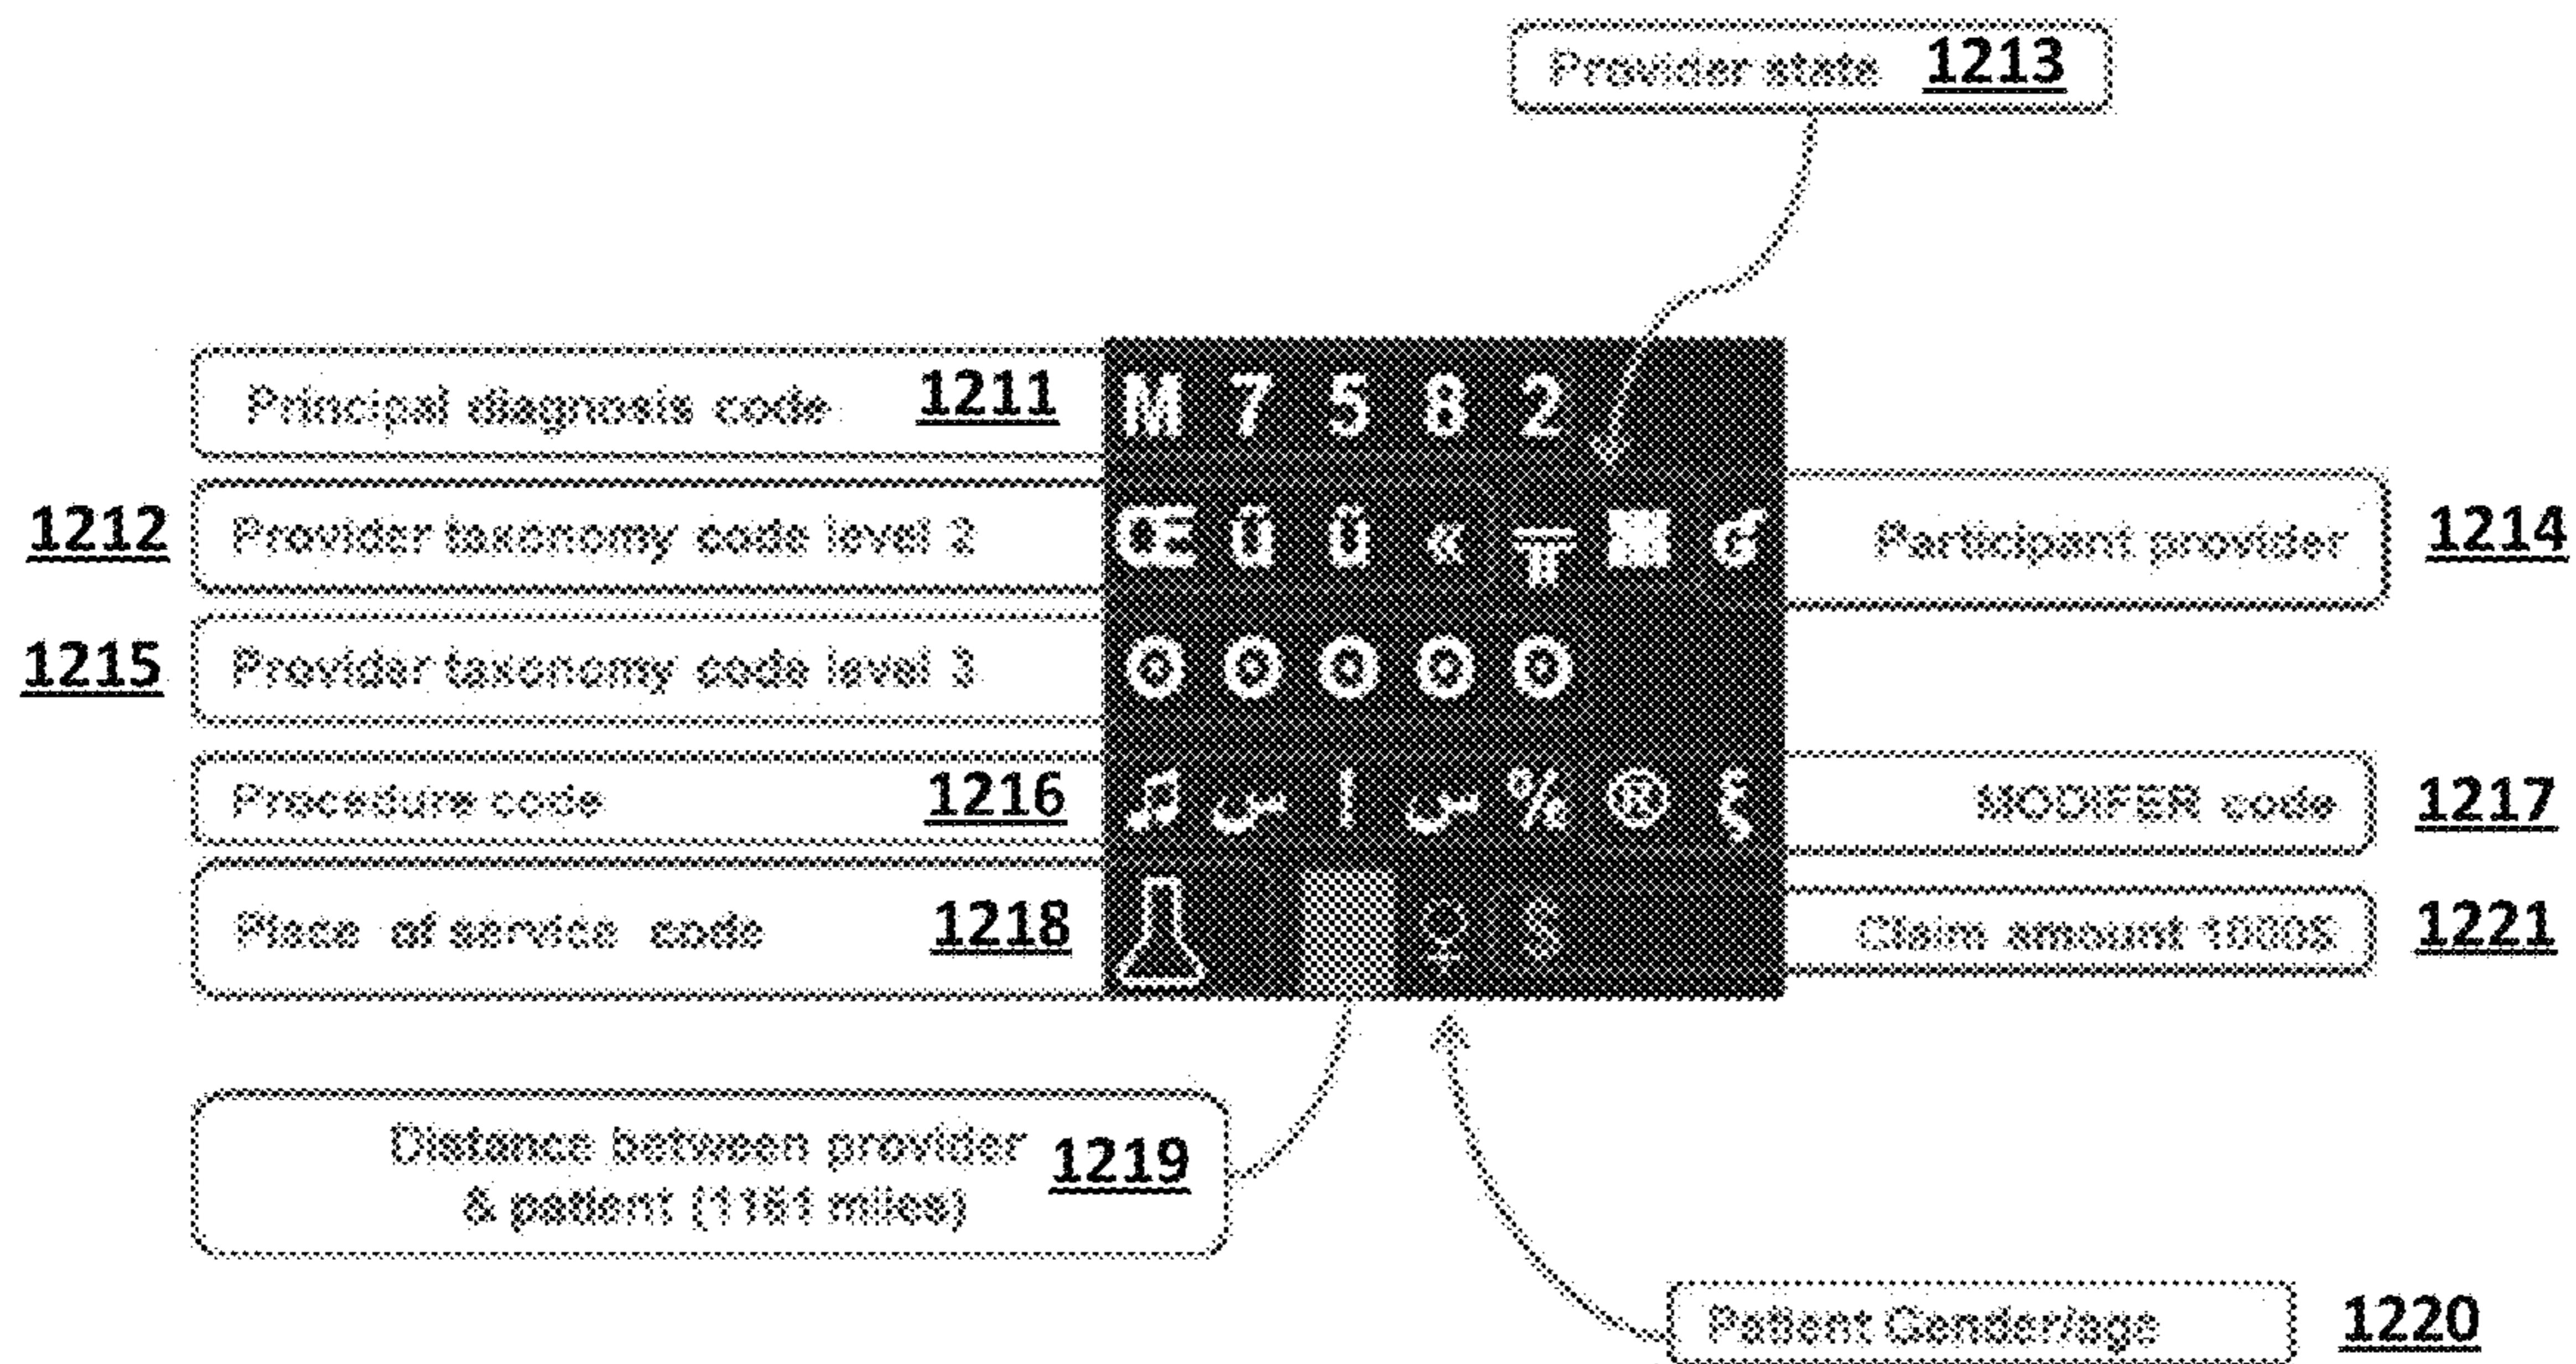 Provider state 1213
Principal diagnosis code 1211
M 7 5 8 2
1212 Provider taxonomy code level 2
Œ û ü « ╥
Participant provider 1214
1215 Provider taxonomy code level 3
O O O O O
Procedure code 1216
♫ س ا س % ® ξ
MODIFER code 1217
Place of service code 1218
♀ $
Claim amount 1000$ 1221
Distance between provider
& patient (1161 miles) 1219
Patient Gender/age 1220